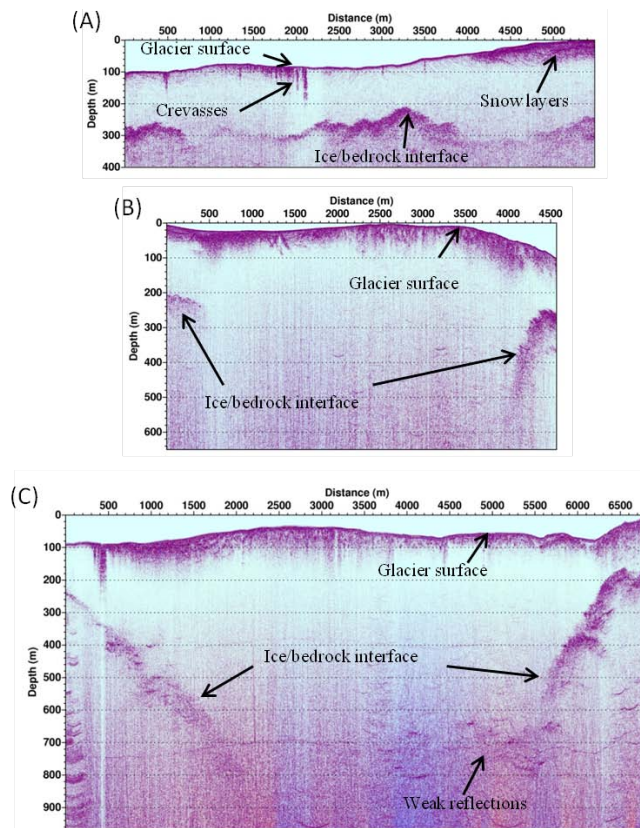 (A)
Distance (m)
500 1000 1500 2000 2500 3000 3500 4000 4500 5000
Glacier surface
Crevasses
Snow layers
Ice/bedrock interface
Depth (m)
0
100
200
300
400
(B)
Distance (m)
500 1000 1500 2000 2500 3000 3500 4000 4500
Glacier surface
Ice/bedrock interface
Depth (m)
0
100
200
300
400
500
600
(C)
Distance (m)
500 1000 1500 2000 2500 3000 3500 4000 4500 5000 5500 6000 6500
Glacier surface
Ice/bedrock interface
Weak reflections
Depth (m)
0
100
200
300
400
500
600
700
800
900